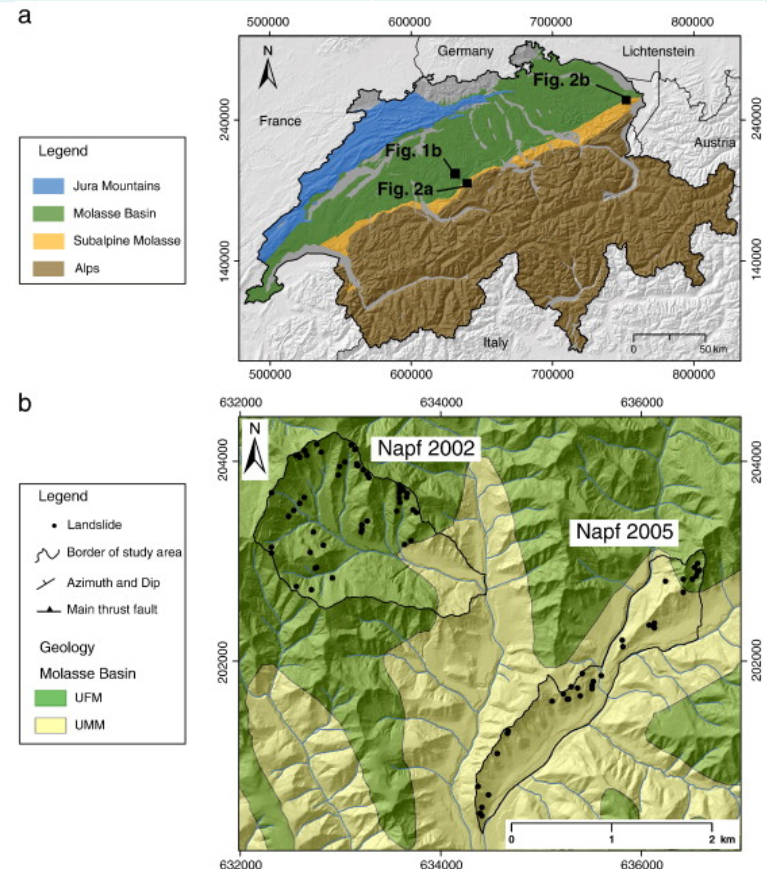 a
500000 600000 700000 800000
N
Germany
Lichtenstein
Fig. 2b
France
Austria
Fig. 1b
Fig. 2a
Italy
240000
140000
240000
140000
0 50 km
500000 600000 700000 800000
Legend
Jura Mountains
Molasse Basin
Subalpine Molasse
Alps
b
632000 634000 636000
N
Napf 2002
Napf 2005
204000
202000
204000
202000
0 1 2 km
632000 634000 636000
Legend
Landslide
Border of study area
Azimuth and Dip
Main thrust fault
Geology
Molasse Basin
UFM
UMM